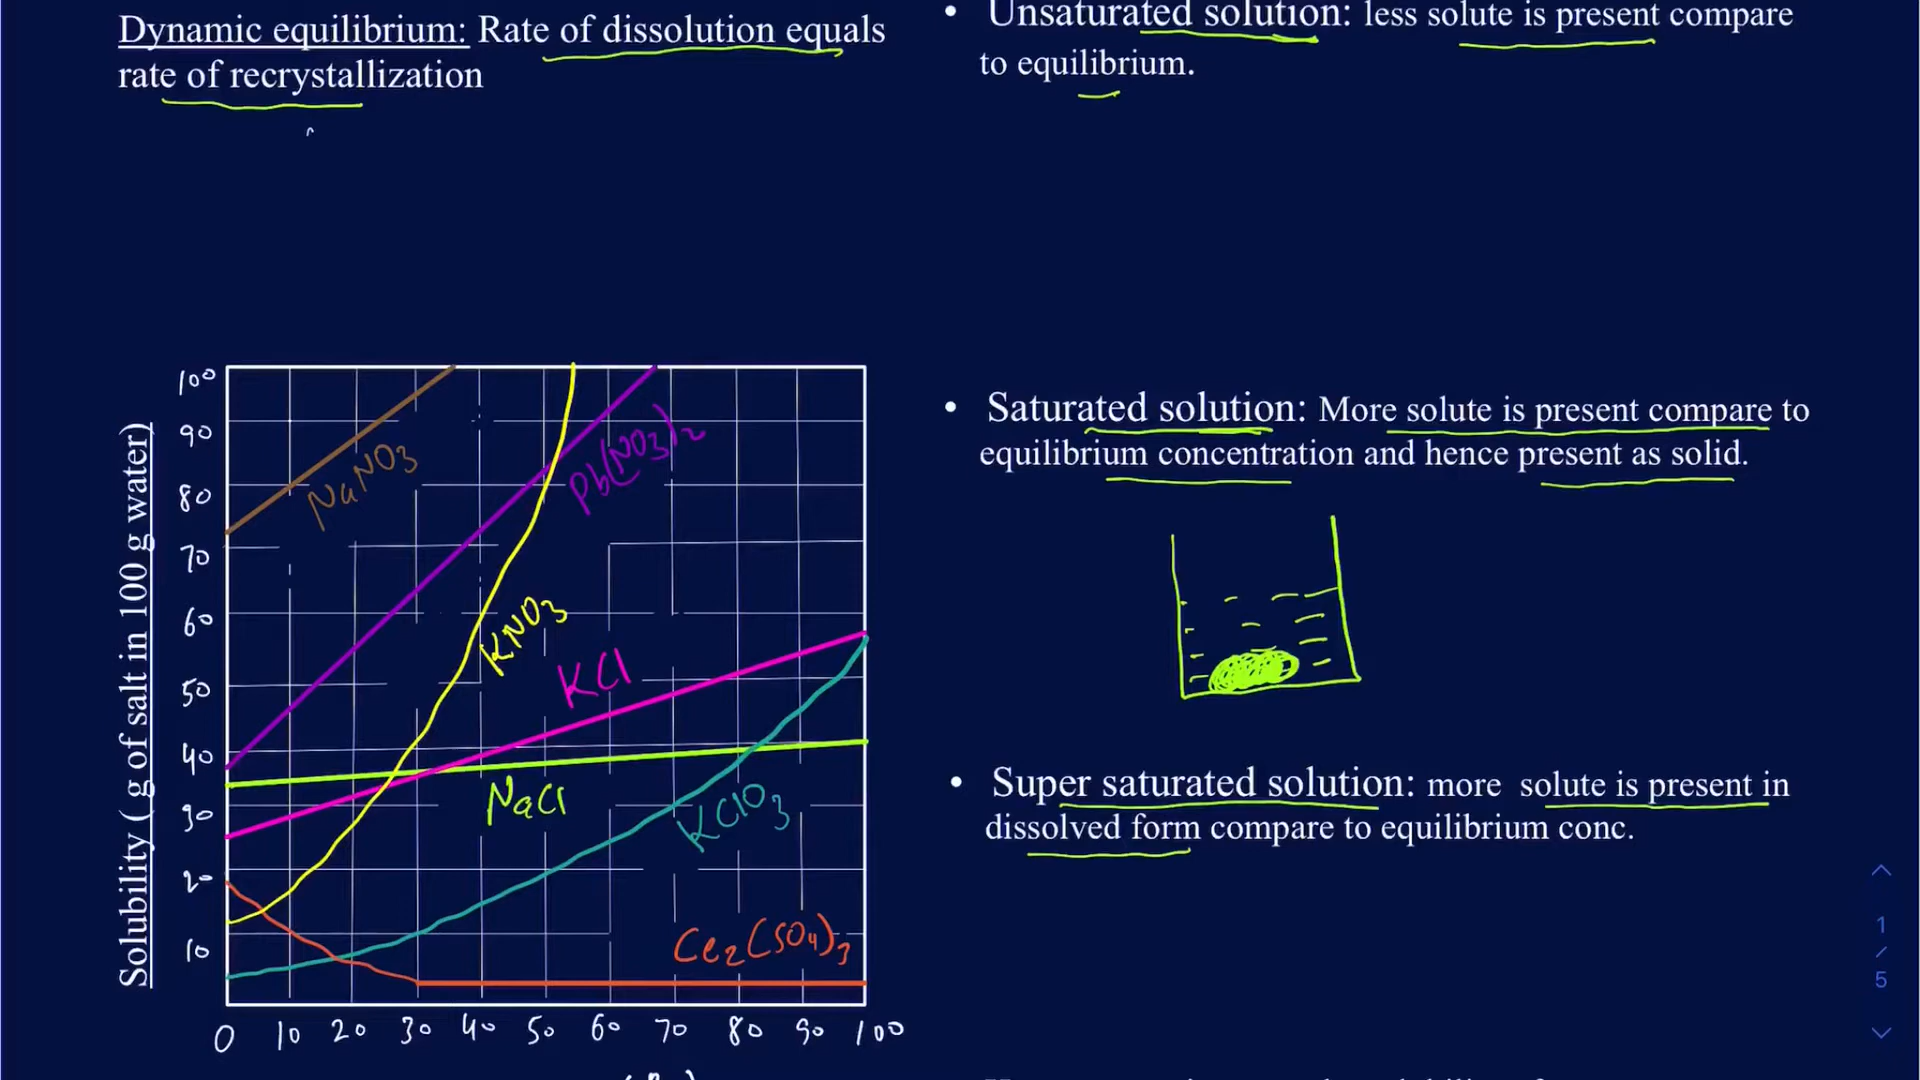 Dynamic equilibrium: Rate of dissolution equals
rate of recrystallization
• Unsaturated solution: less solute is present compare
to equilibrium.
• Saturated solution: More solute is present compare to
equilibrium concentration and hence present as solid.
• Super saturated solution: more solute is present in
dissolved form compare to equilibrium conc.
Solubility ( g of salt in 100 g water)
100
90
80
70
60
50
40
30
20
10
NaNO3
Pb(NO3)2
KNO3
KCl
NaCl
KClO3
Ce2(SO4)3
0 10 20 30 40 50 60 70 80 90 100
1
/
5